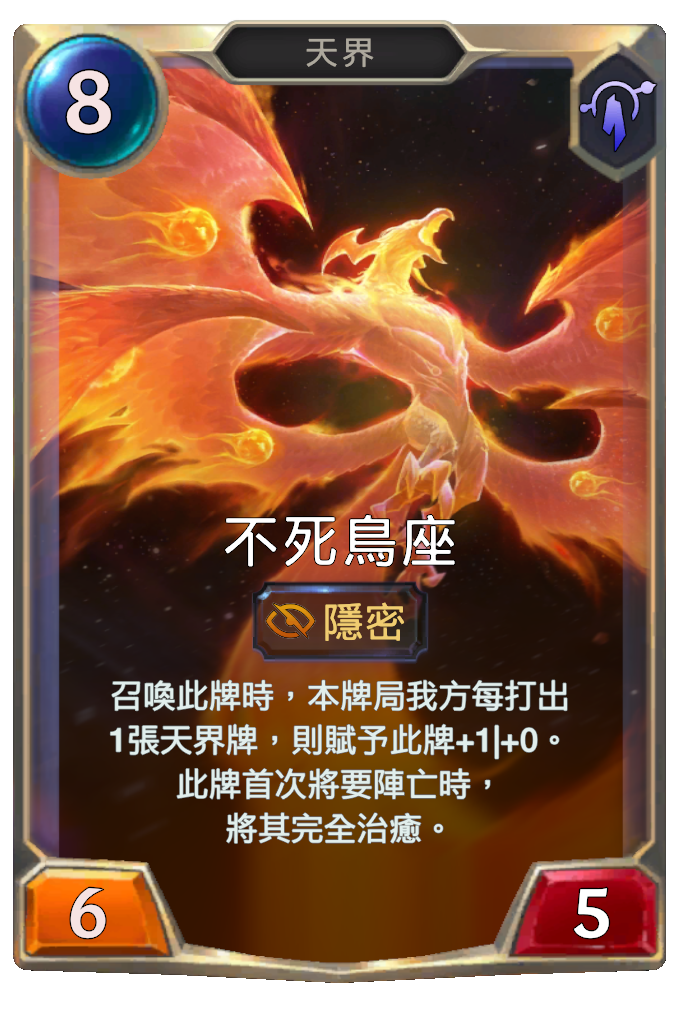 天界
8
不死鳥座
隱密
召喚此牌時，本牌局我方每打出
1張天界牌，則賦予此牌+1|+0。
此牌首次將要陣亡時，
將其完全治癒。
6
5